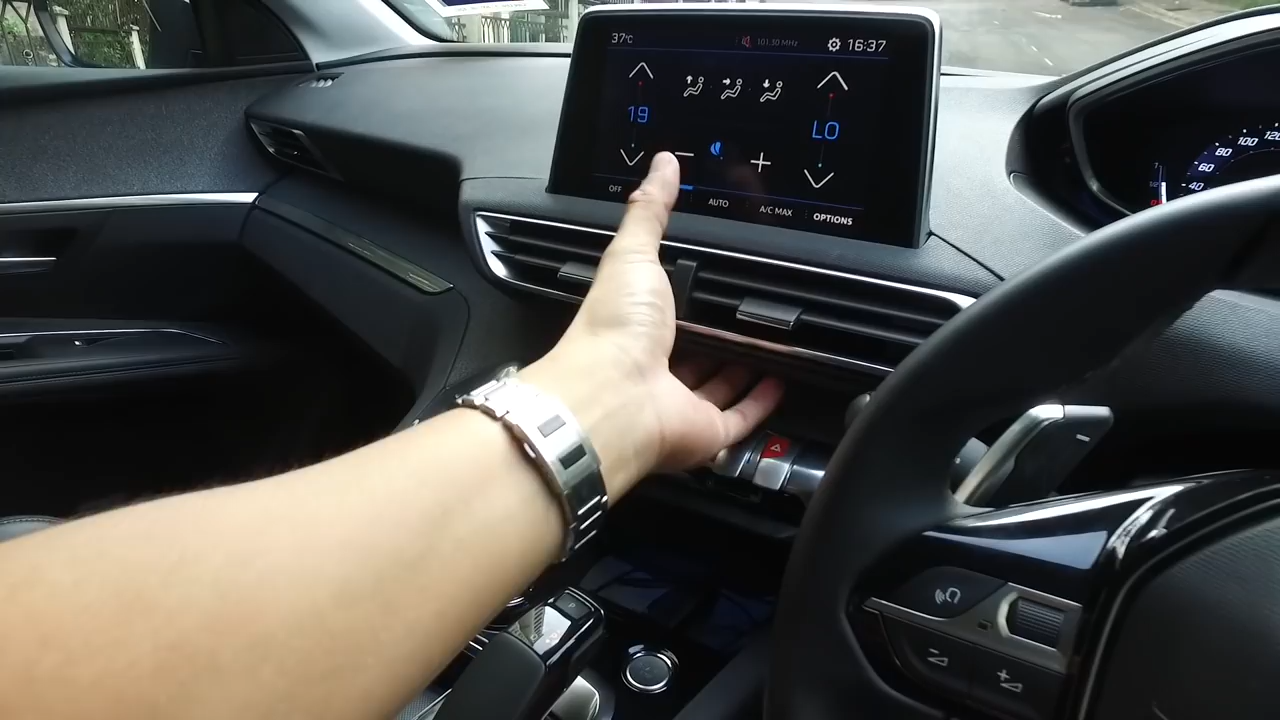 37°C
101.30 MHz
16:37
19
LO
OFF
AUTO
A/C MAX
OPTIONS
120
100
80
60
40
P